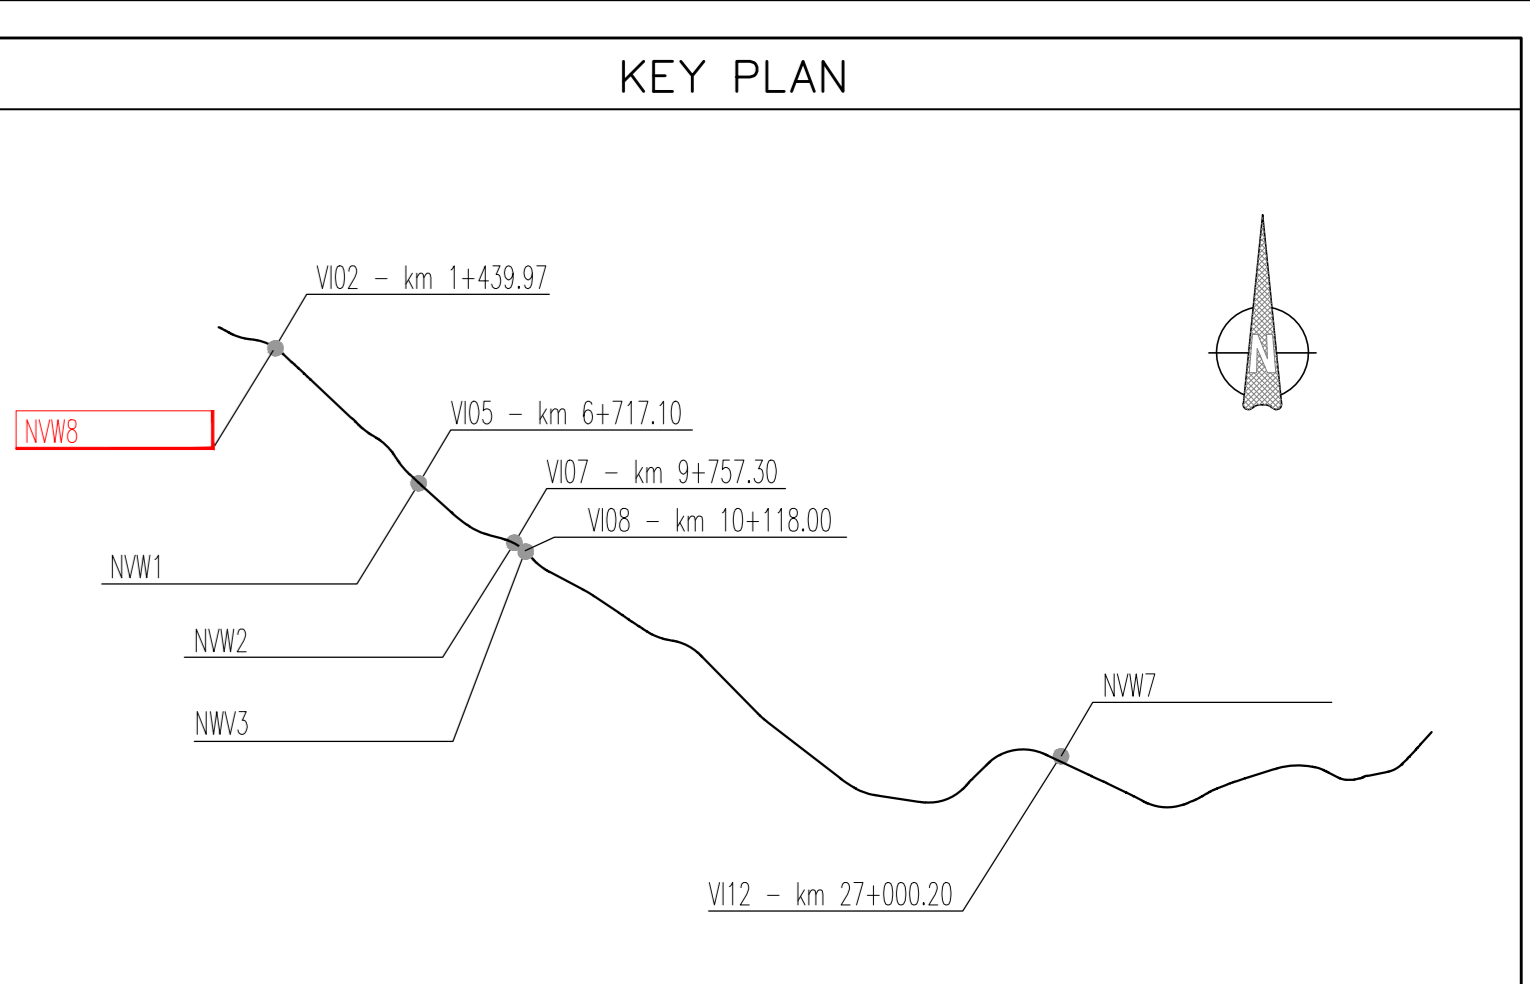 KEY PLAN
VI02 - km 1+439.97
N
NVW8
VI05 - km 6+717.10
VI07 - km 9+757.30
VI08 - km 10+118.00
NVW1
NVW2
NWV3
NVW7
VI12 - km 27+000.20